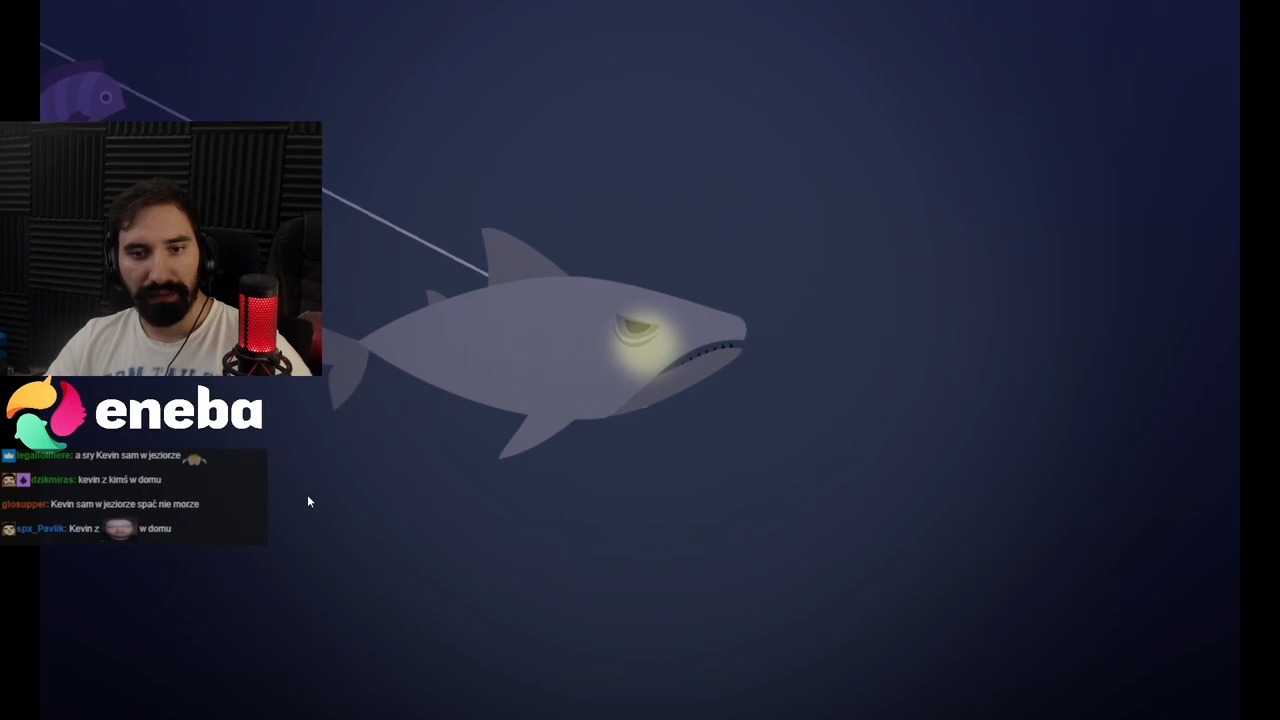 eneba
legallothere: a sry Kevin sam w jeziorze
dzikmiras: kevin z kimś w domu
glosupper: Kevin sam w jeziorze spać nie morze
spx_Pavlik: Kevin z w domu